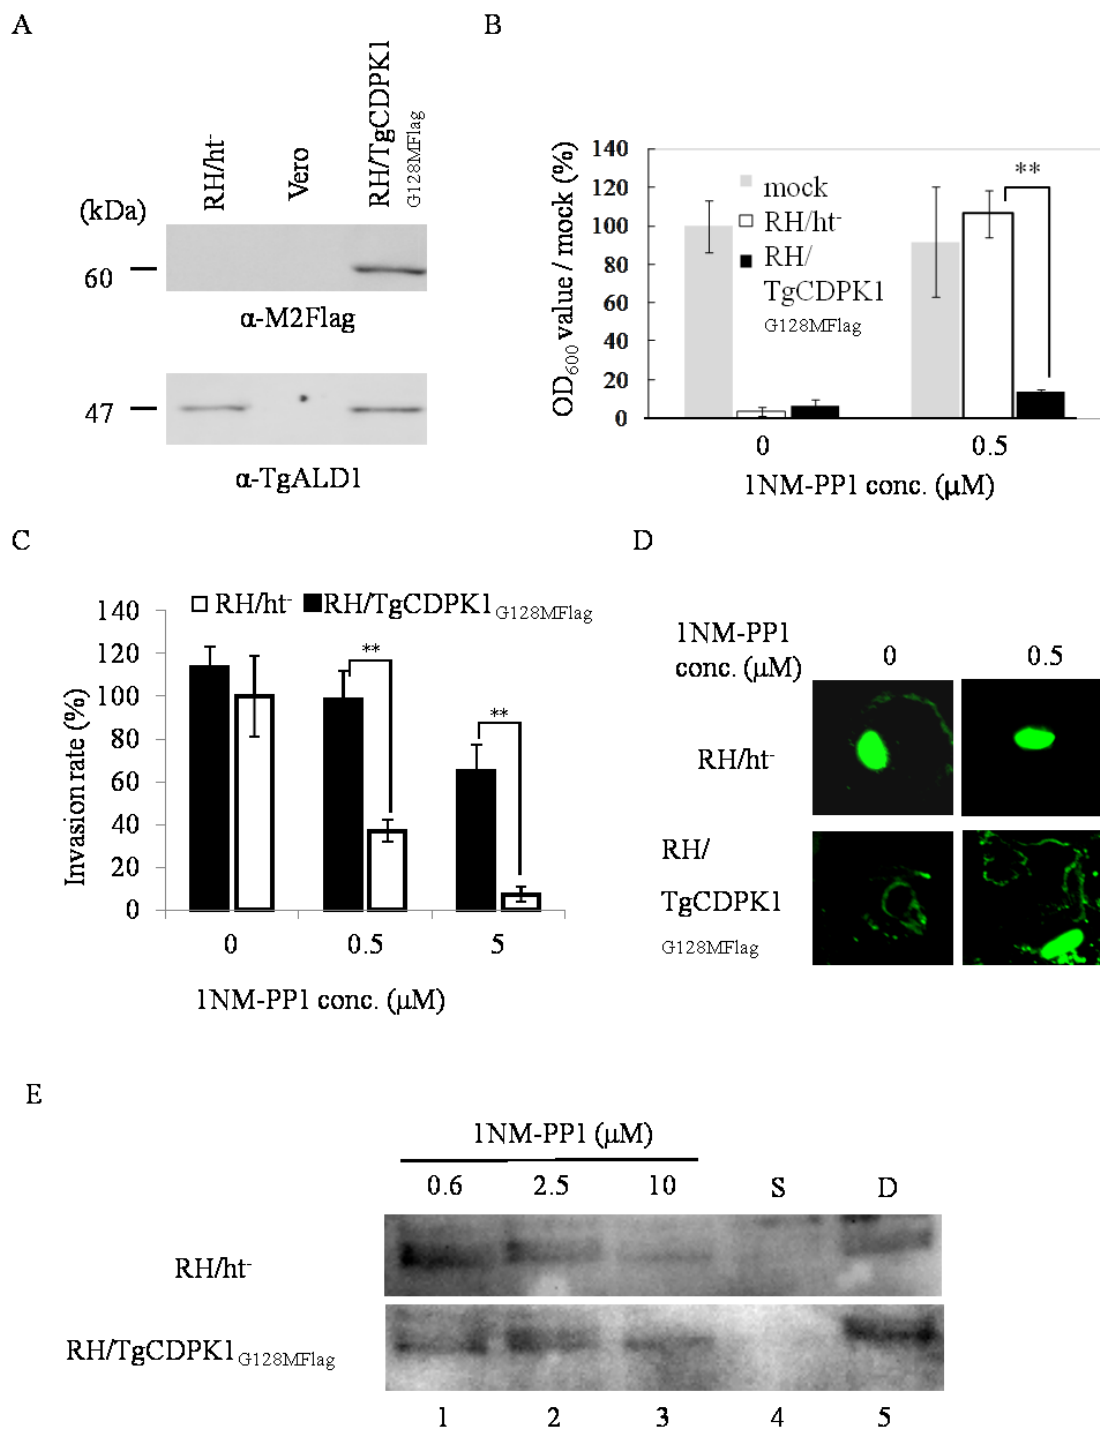 A
RH/ht-
Vero
RH/TgCDPK1
G128MFlag
(kDa)
60
α-M2Flag
47
α-TgALD1
B
OD600 value / mock (%)
140
120
100
80
60
40
20
0
mock
RH/ht-
RH/
TgCDPK1
G128MFlag
**
0
0.5
1NM-PP1 conc. (μM)
C
Invasion rate (%)
RH/ht-
RH/TgCDPK1G128MFlag
140
120
100
80
60
40
20
0
**
**
0
0.5
5
1NM-PP1 conc. (μM)
D
1NM-PP1
conc. (μM)
0
0.5
RH/ht-
RH/
TgCDPK1
G128MFlag
E
1NM-PP1 (μM)
0.6
2.5
10
S
D
RH/ht-
RH/TgCDPK1G128MFlag
1
2
3
4
5